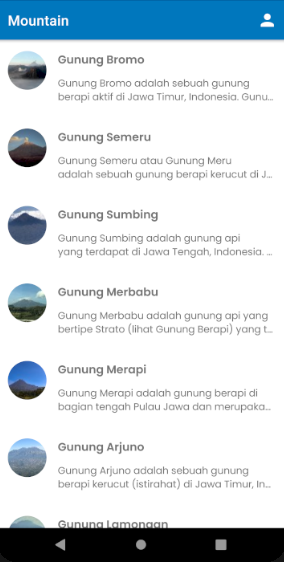 Mountain
Gunung Bromo
Gunung Bromo adalah sebuah gunung
berapi aktif di Jawa Timur, Indonesia. Gunu...
Gunung Semeru
Gunung Semeru atau Gunung Meru
adalah sebuah gunung berapi kerucut di J...
Gunung Sumbing
Gunung Sumbing adalah gunung api
yang terdapat di Jawa Tengah, Indonesia. ...
Gunung Merbabu
Gunung Merbabu adalah gunung api yang
bertipe Strato (lihat Gunung Berapi) yang t...
Gunung Merapi
Gunung Merapi adalah gunung berapi di
bagian tengah Pulau Jawa dan merupaka...
Gunung Arjuno
Gunung Arjuno adalah sebuah gunung
berapi kerucut (istirahat) di Jawa Timur, In...
Gunung Lamongan